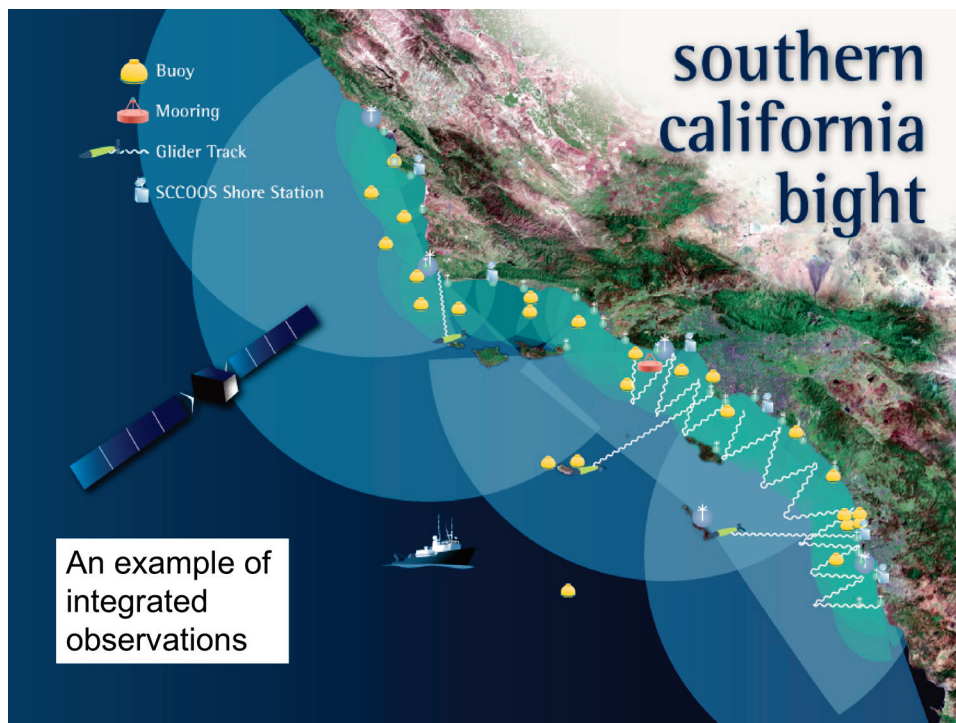 southern
california
bight
Buoy
Mooring
Glider Track
SCCOOS Shore Station
An example of
integrated
observations